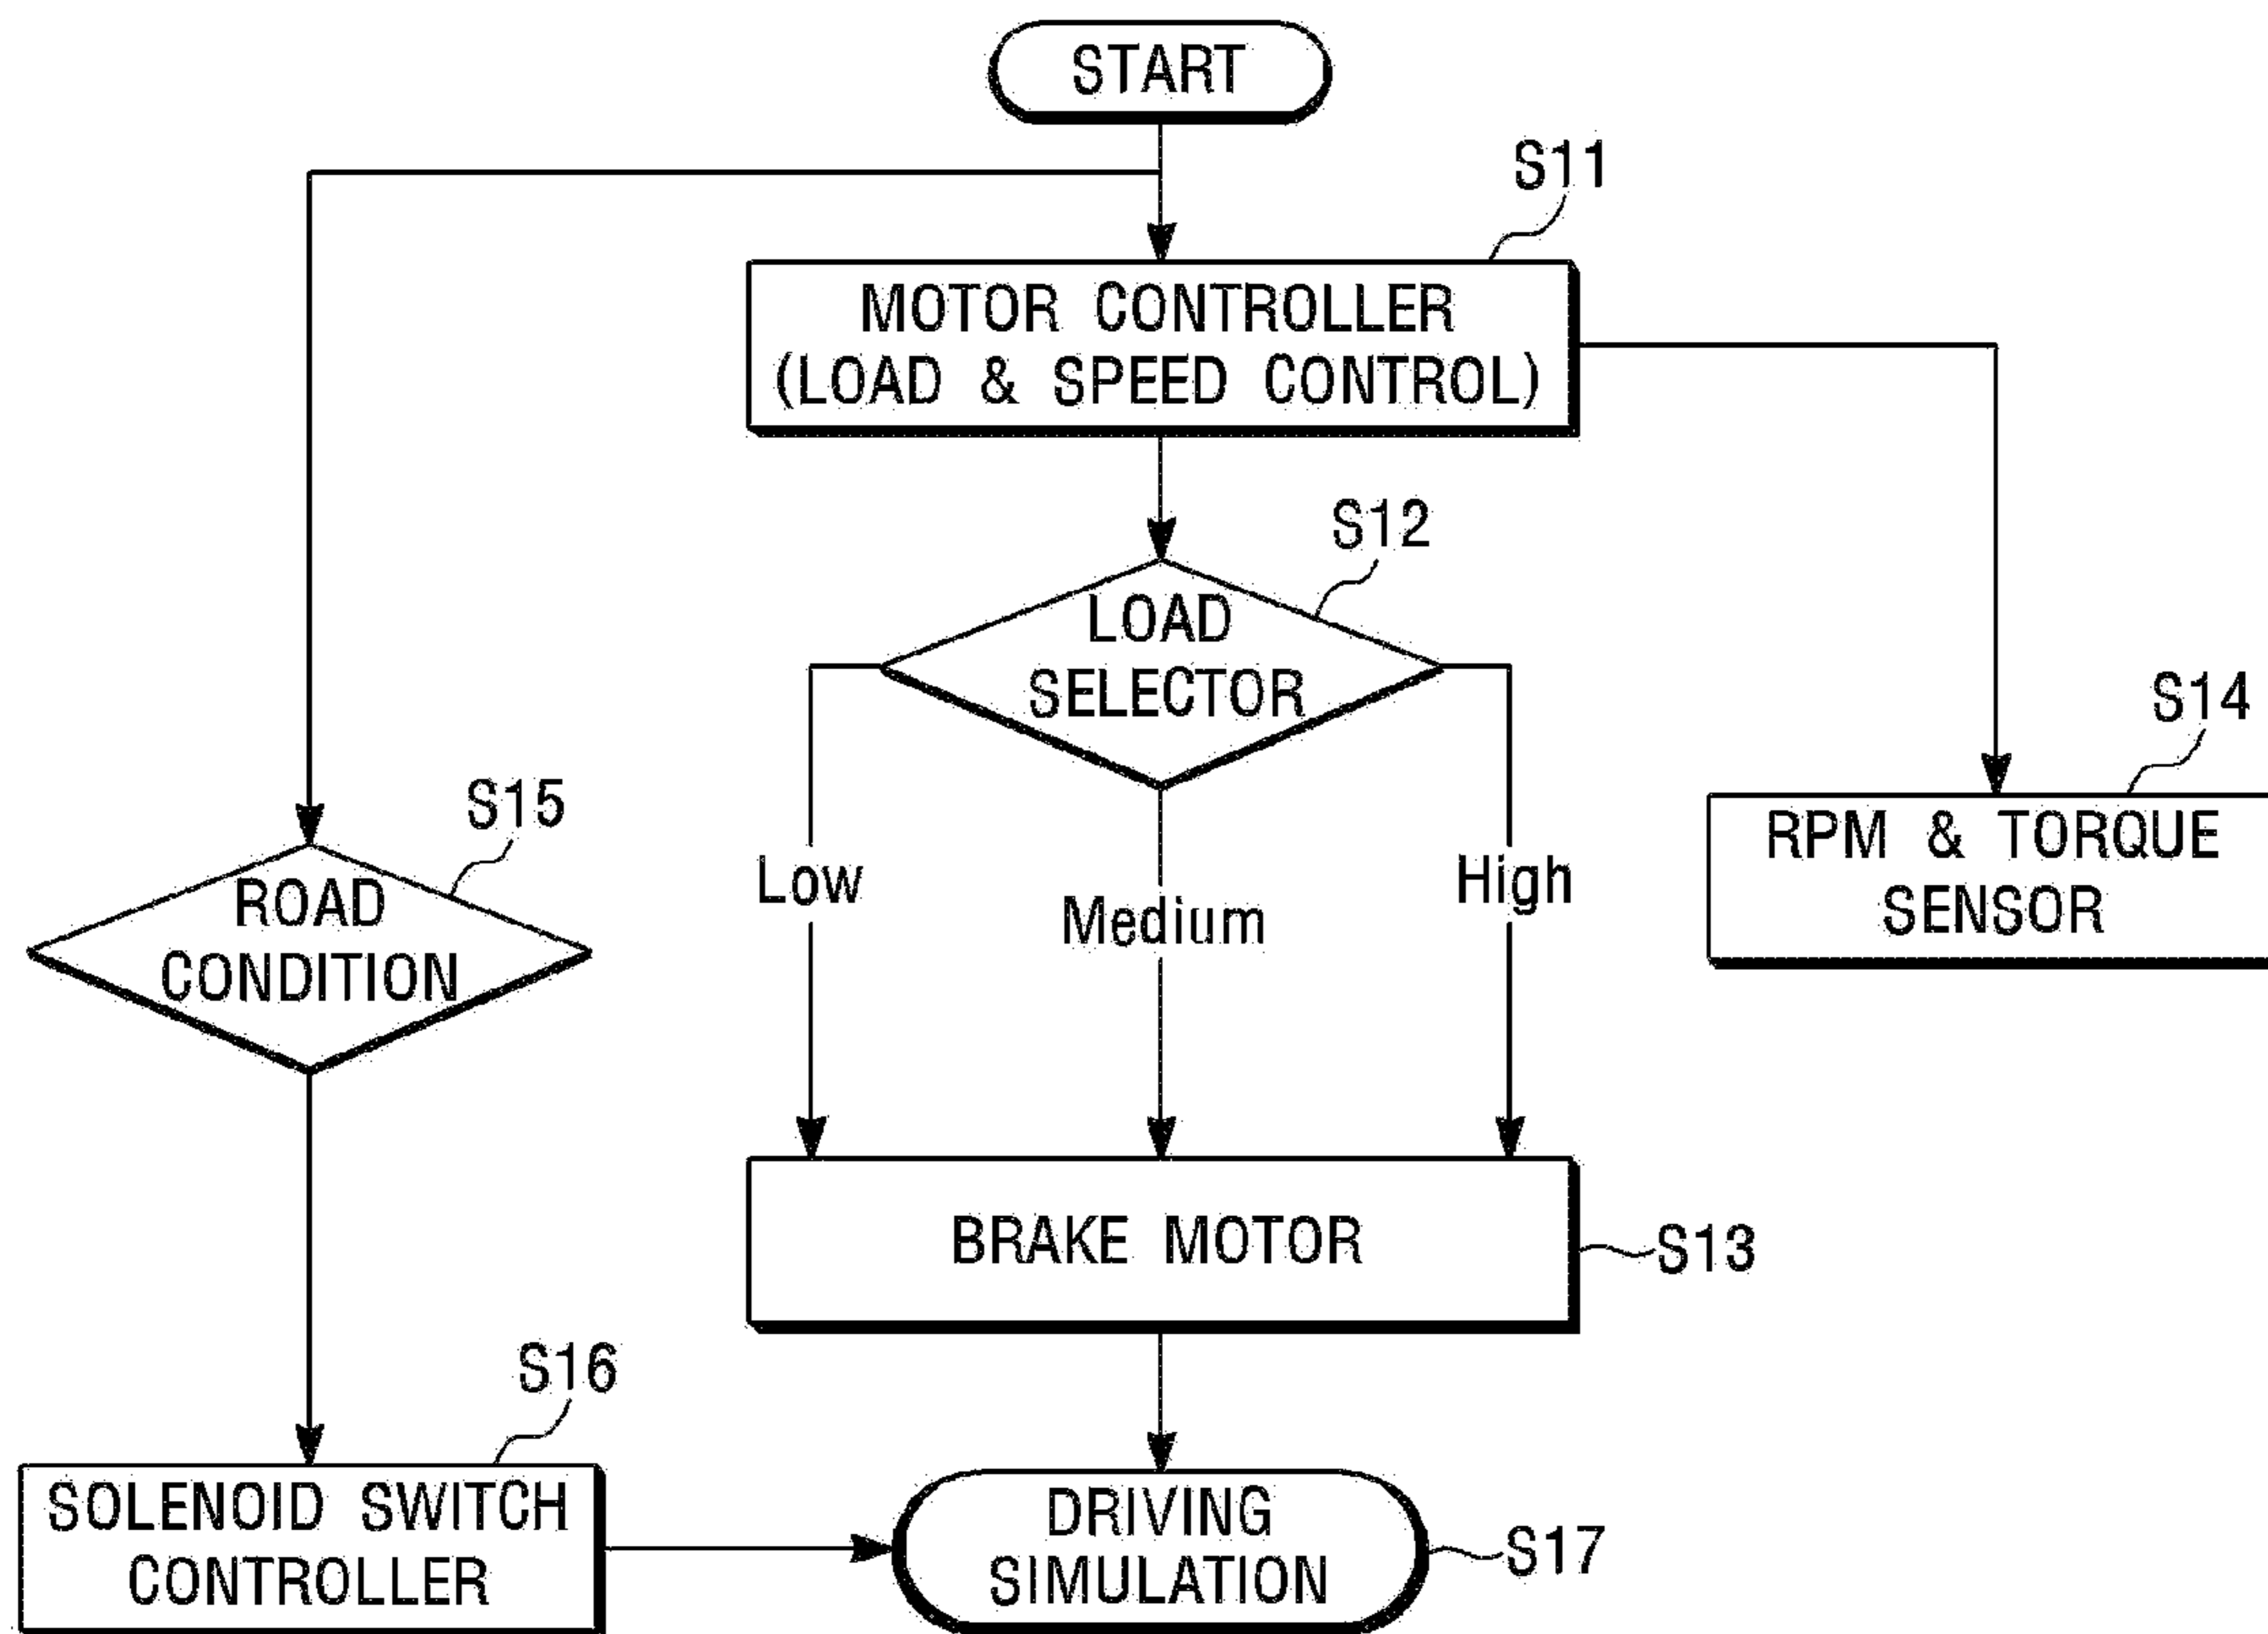 START
S11
MOTOR CONTROLLER
(LOAD & SPEED CONTROL)
S12
LOAD
SELECTOR
S14
RPM & TORQUE
SENSOR
S15
ROAD
CONDITION
Low
Medium
High
BRAKE MOTOR
S13
S16
SOLENOID SWITCH
CONTROLLER
DRIVING
SIMULATION
S17